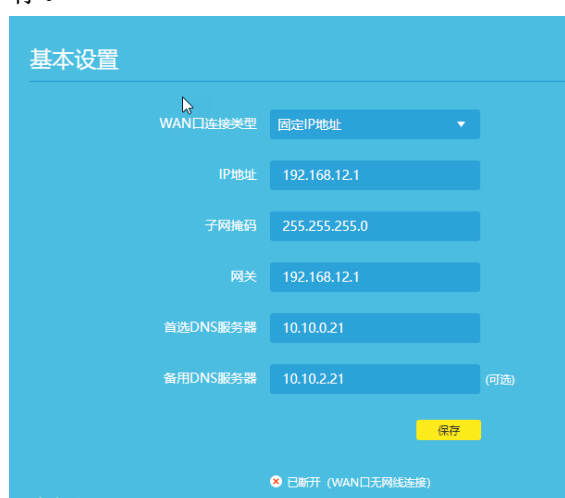 基本设置
WAN口连接类型 固定IP地址
IP地址 192.168.12.1
子网掩码 255.255.255.0
网关 192.168.12.1
首选DNS服务器 10.10.0.21
备用DNS服务器 10.10.2.21 (可选)
保存
已断开 (WAN口无网线连接)